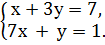 x + 3y = 7,
7x + y = 1.